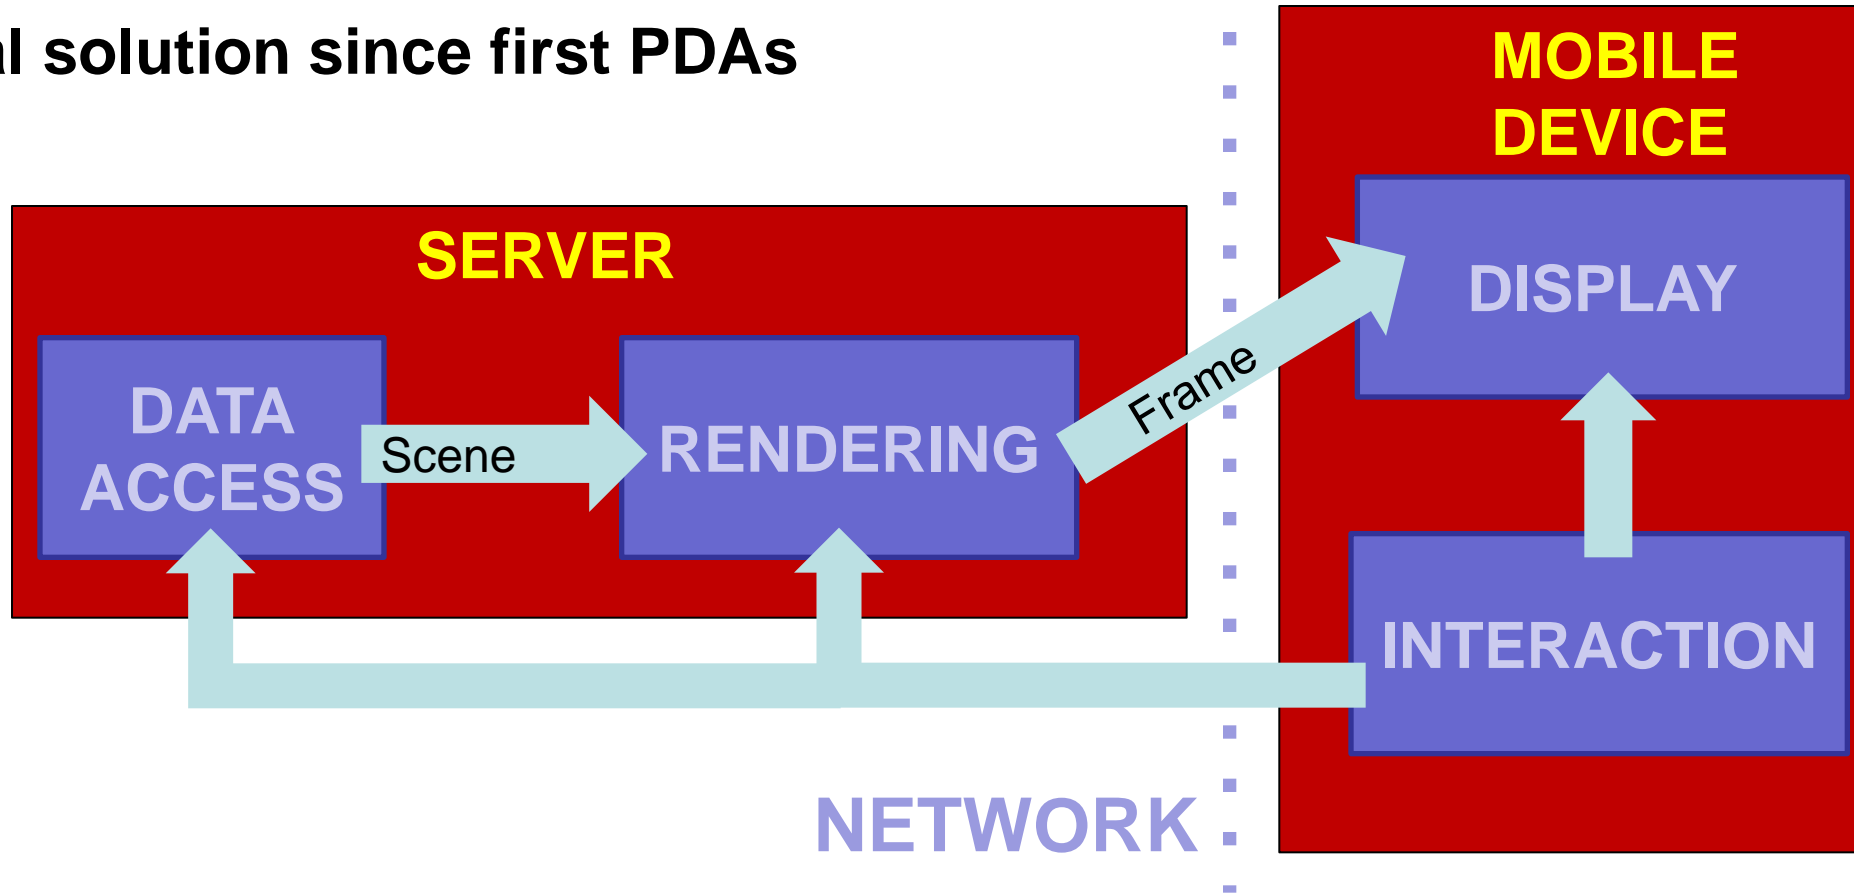 solution since first PDAs
MOBILE
DEVICE
SERVER
DISPLAY
DATA
ACCESS
Scene
RENDERING
Frame
INTERACTION
NETWORK